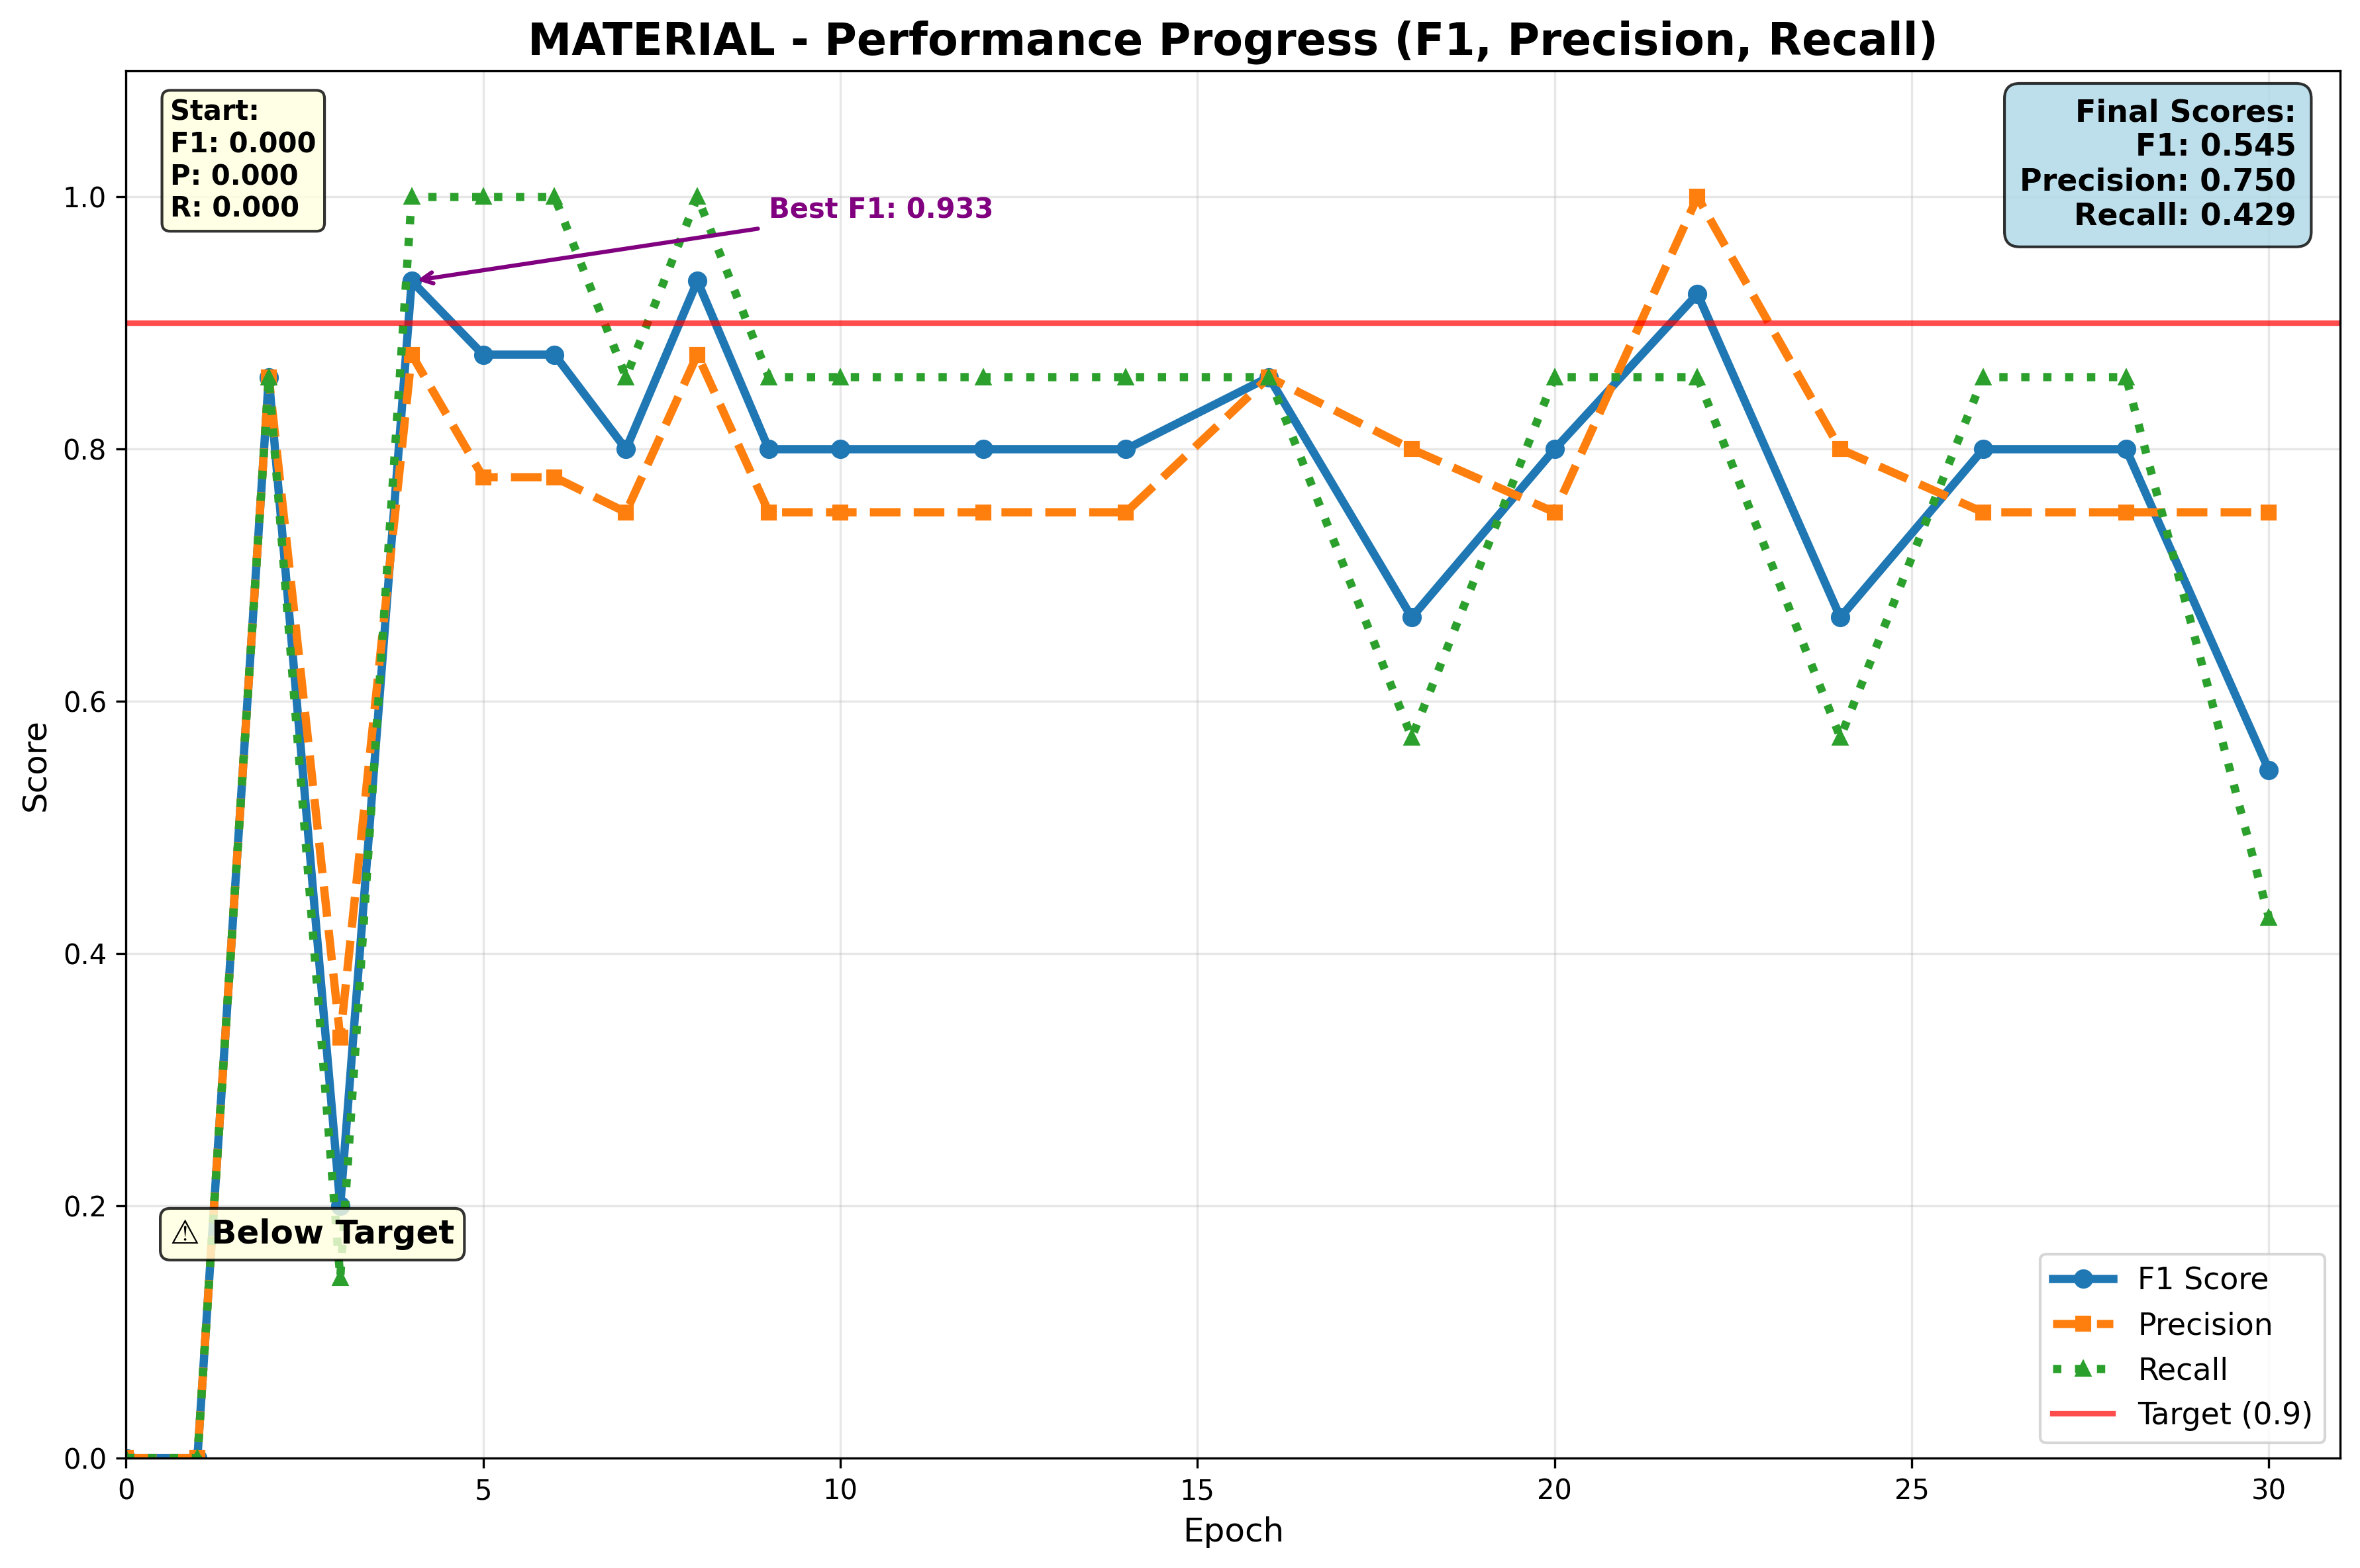 MATERIAL - Performance Progress (F1, Precision, Recall)
Start:
F1: 0.000
P: 0.000
R: 0.000
Final Scores:
F1: 0.545
Precision: 0.750
Recall: 0.429
Best F1: 0.933
1.0
0.8
0.6
0.4
0.2
0.0
Score
⚠ Below Target
F1 Score
Precision
Recall
Target (0.9)
0
5
10
15
20
25
30
Epoch